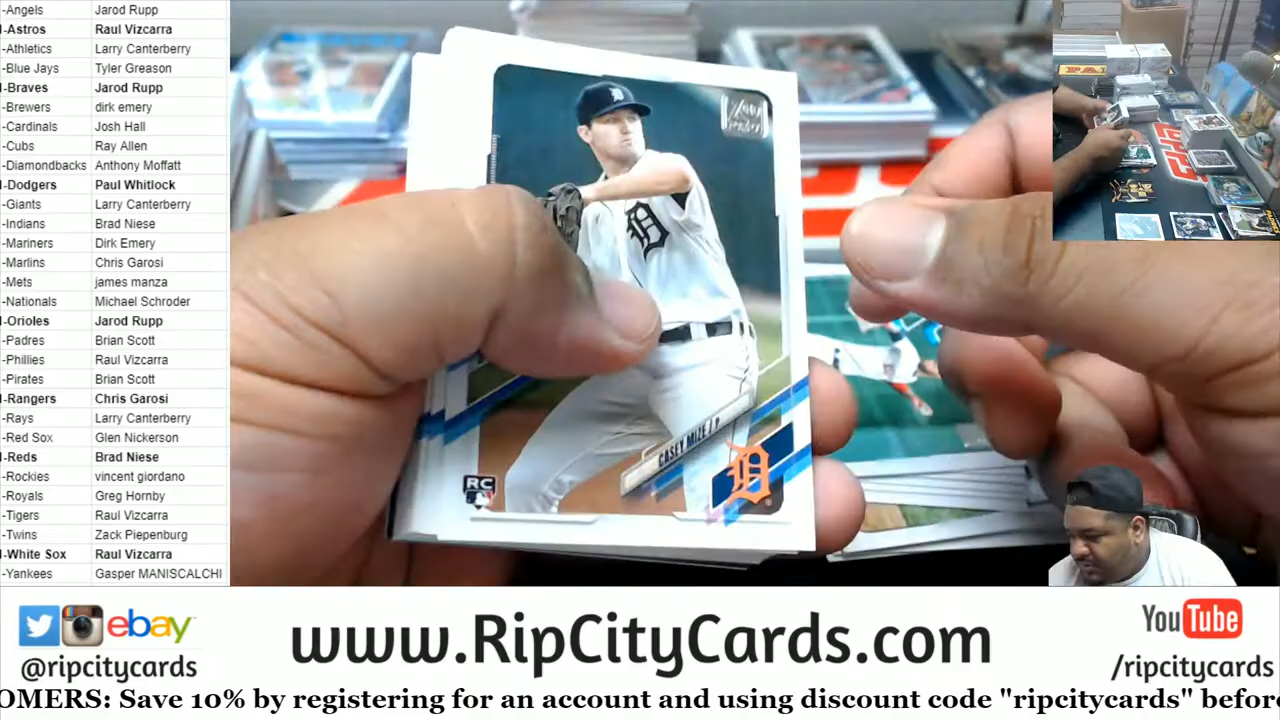 -Angels Jarod Rupp
-Astros Raul Vizcarra
-Athletics Larry Canterberry
-Blue Jays Tyler Greason
-Braves Jarod Rupp
-Brewers dirk emery
-Cardinals Josh Hall
-Cubs Ray Allen
-Diamondbacks Anthony Moffatt
-Dodgers Paul Whitlock
-Giants Larry Canterberry
-Indians Brad Niese
-Mariners Dirk Emery
-Marlins Chris Garosi
-Mets james manza
-Nationals Michael Schroder
-Orioles Jarod Rupp
-Padres Brian Scott
-Phillies Raul Vizcarra
-Pirates Brian Scott
-Rangers Chris Garosi
-Rays Larry Canterberry
-Red Sox Glen Nickerson
-Reds Brad Niese
-Rockies vincent giordano
-Royals Greg Hornby
-Tigers Raul Vizcarra
-Twins Zack Piepenburg
-White Sox Raul Vizcarra
-Yankees Gasper MANISCALCHI
D
D
CASEY MIZE / P
D
RC
ebay
@ripcitycards
www.RipCityCards.com
YouTube
/ripcitycards
OMERS: Save 10% by registering for an account and using discount code "ripcitycards" befor